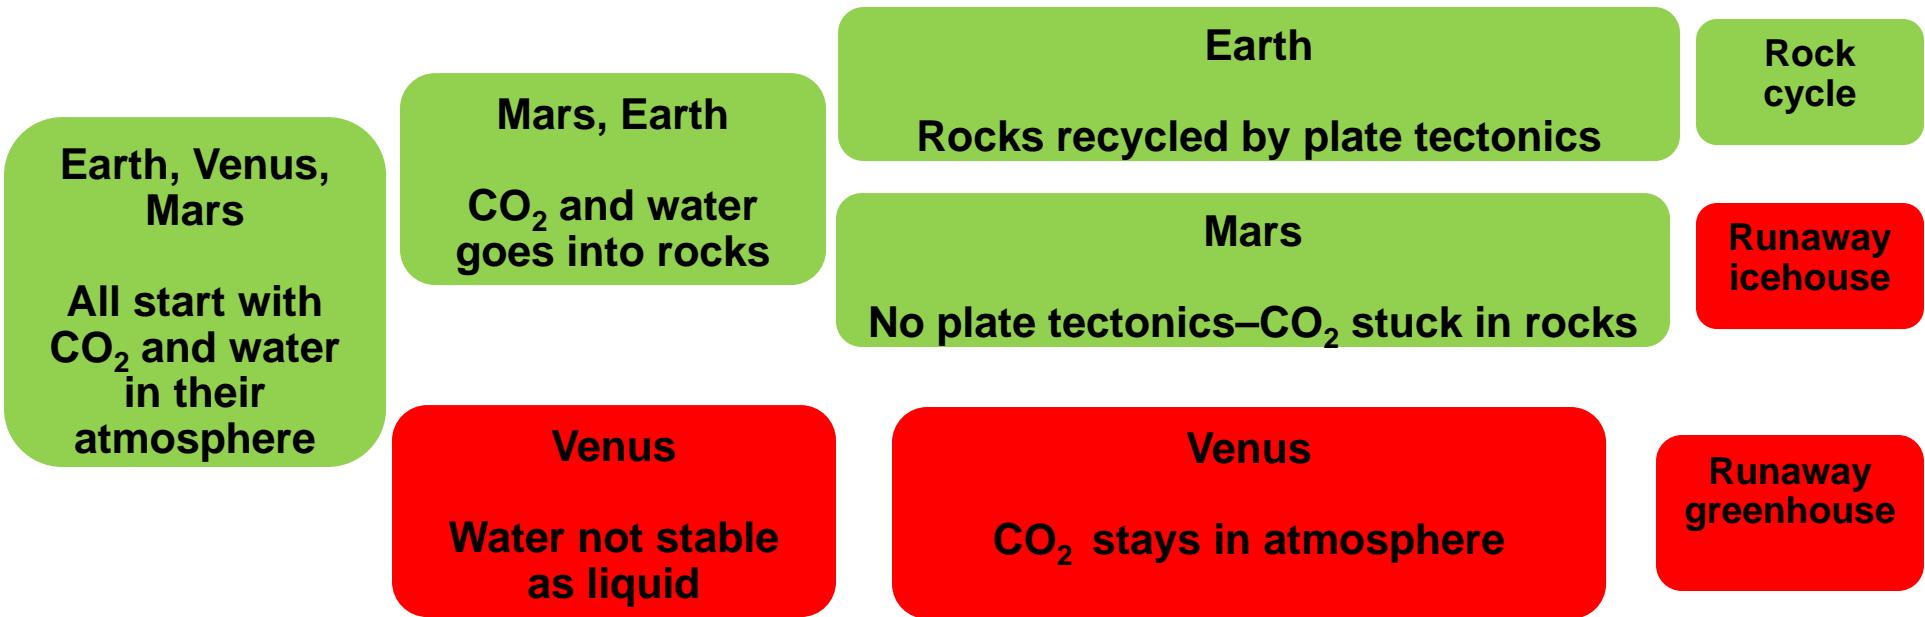 Earth, Venus,
Mars
All start with
CO₂ and water
in their
atmosphere
Mars, Earth
CO₂ and water
goes into rocks
Earth
Rocks recycled by plate tectonics
Rock
cycle
Mars
No plate tectonics–CO₂ stuck in rocks
Runaway
icehouse
Venus
Water not stable
as liquid
Venus
CO₂ stays in atmosphere
Runaway
greenhouse